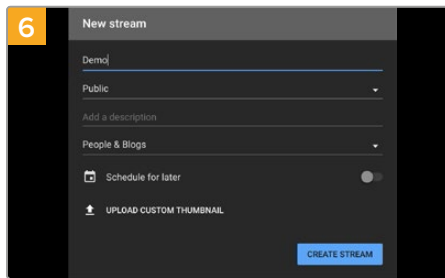 6
New stream
Demo
Public
Add a description
People & Blogs
Schedule for later
UPLOAD CUSTOM THUMBNAIL
CREATE STREAM